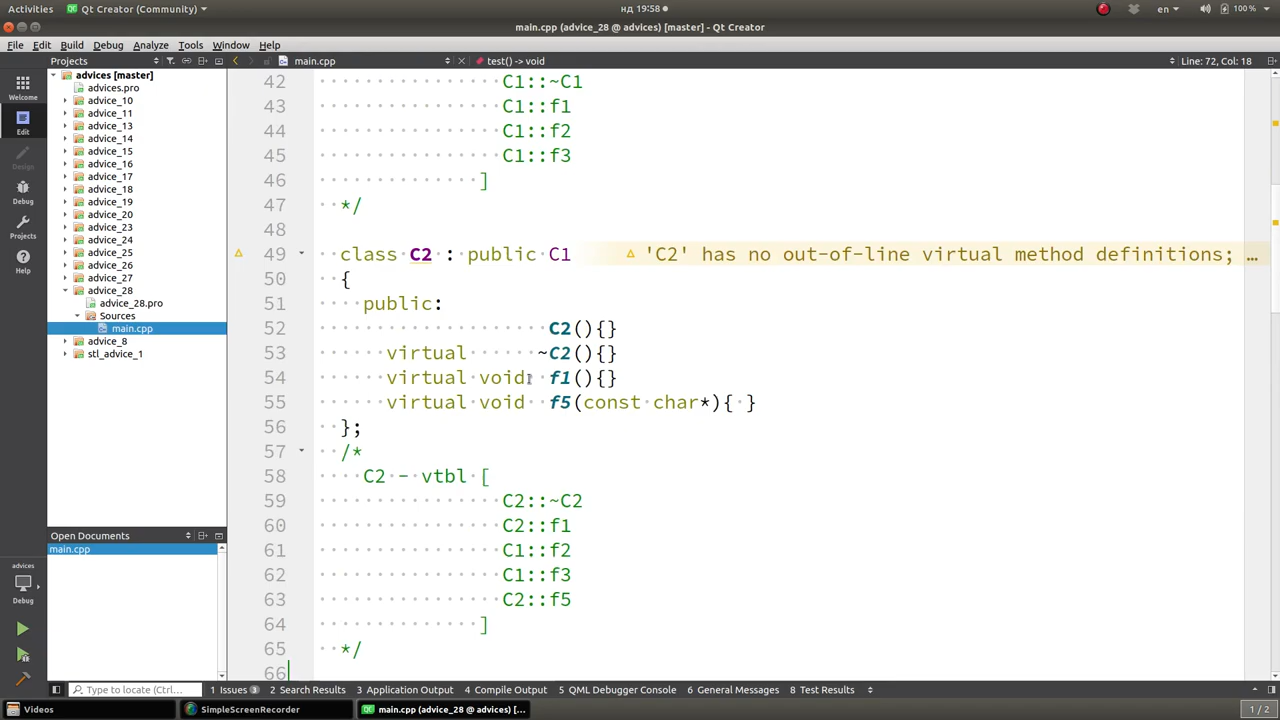 Activities Qt Creator (Community) нд 19:58 en 100 %
main.cpp (advice_28 @ advices) [master] - Qt Creator
File Edit Build Debug Analyze Tools Window Help
Projects main.cpp test() -> void Line: 72, Col: 18
Welcome
Edit
Design
Debug
Projects
Help
advices
Debug
advices [master]
advices.pro
advice_10
advice_11
advice_13
advice_14
advice_15
advice_16
advice_17
advice_18
advice_19
advice_20
advice_23
advice_24
advice_25
advice_26
advice_27
advice_28
advice_28.pro
Sources
main.cpp
advice_8
stl_advice_1
Open Documents
main.cpp
42 C1::~C1
43 C1::f1
44 C1::f2
45 C1::f3
46 ]
47 */
48
49 class C2 : public C1 'C2' has no out-of-line virtual method definitions; …
50 {
51 public:
52 C2(){}
53 virtual ~C2(){}
54 virtual void f1(){}
55 virtual void f5(const char*){ }
56 };
57 /*
58 C2 - vtbl [
59 C2::~C2
60 C2::f1
61 C1::f2
62 C1::f3
63 C2::f5
64 ]
65 */
66
Type to locate (Ctrl... 1 Issues 3 2 Search Results 3 Application Output 4 Compile Output 5 QML Debugger Console 6 General Messages 8 Test Results
Videos SimpleScreenRecorder main.cpp (advice_28 @ advices) [... 1 / 2